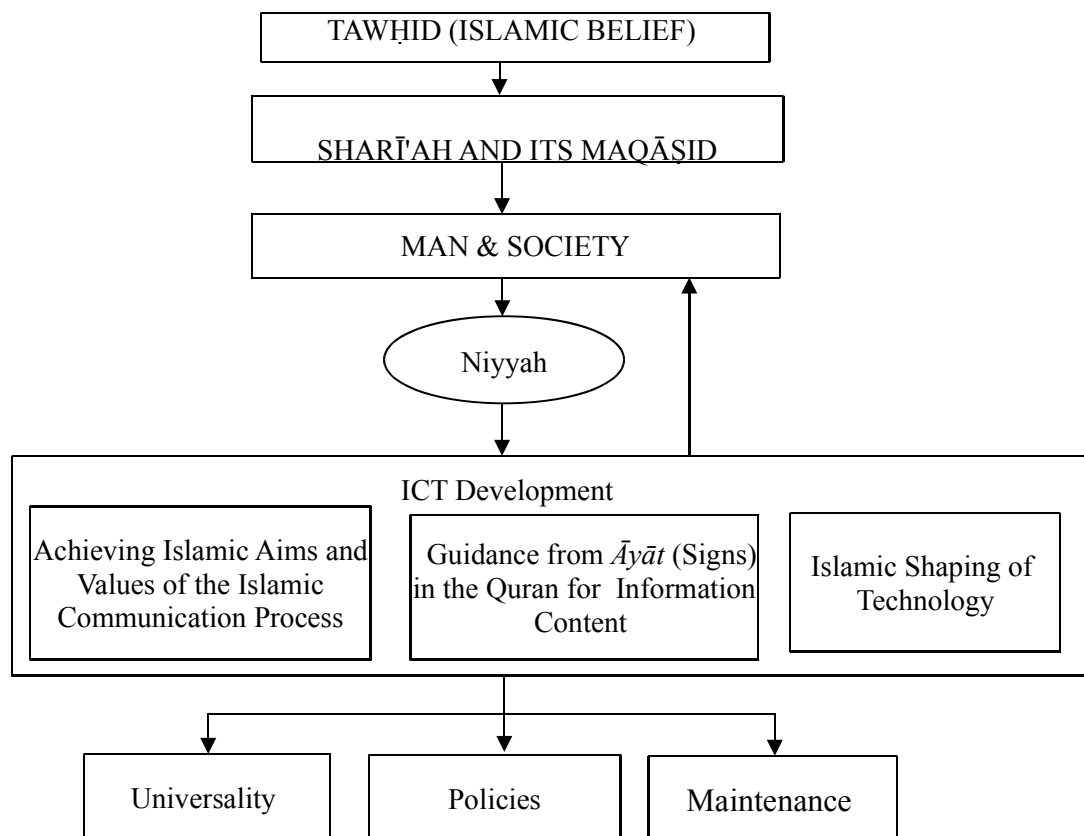 TAWḤID (ISLAMIC BELIEF)
SHARĪ'AH AND ITS MAQĀṢID
MAN & SOCIETY
Niyyah
ICT Development
Achieving Islamic Aims and
Values of the Islamic
Communication Process
Guidance from Āyāt (Signs)
in the Quran for Information
Content
Islamic Shaping of
Technology
Universality
Policies
Maintenance